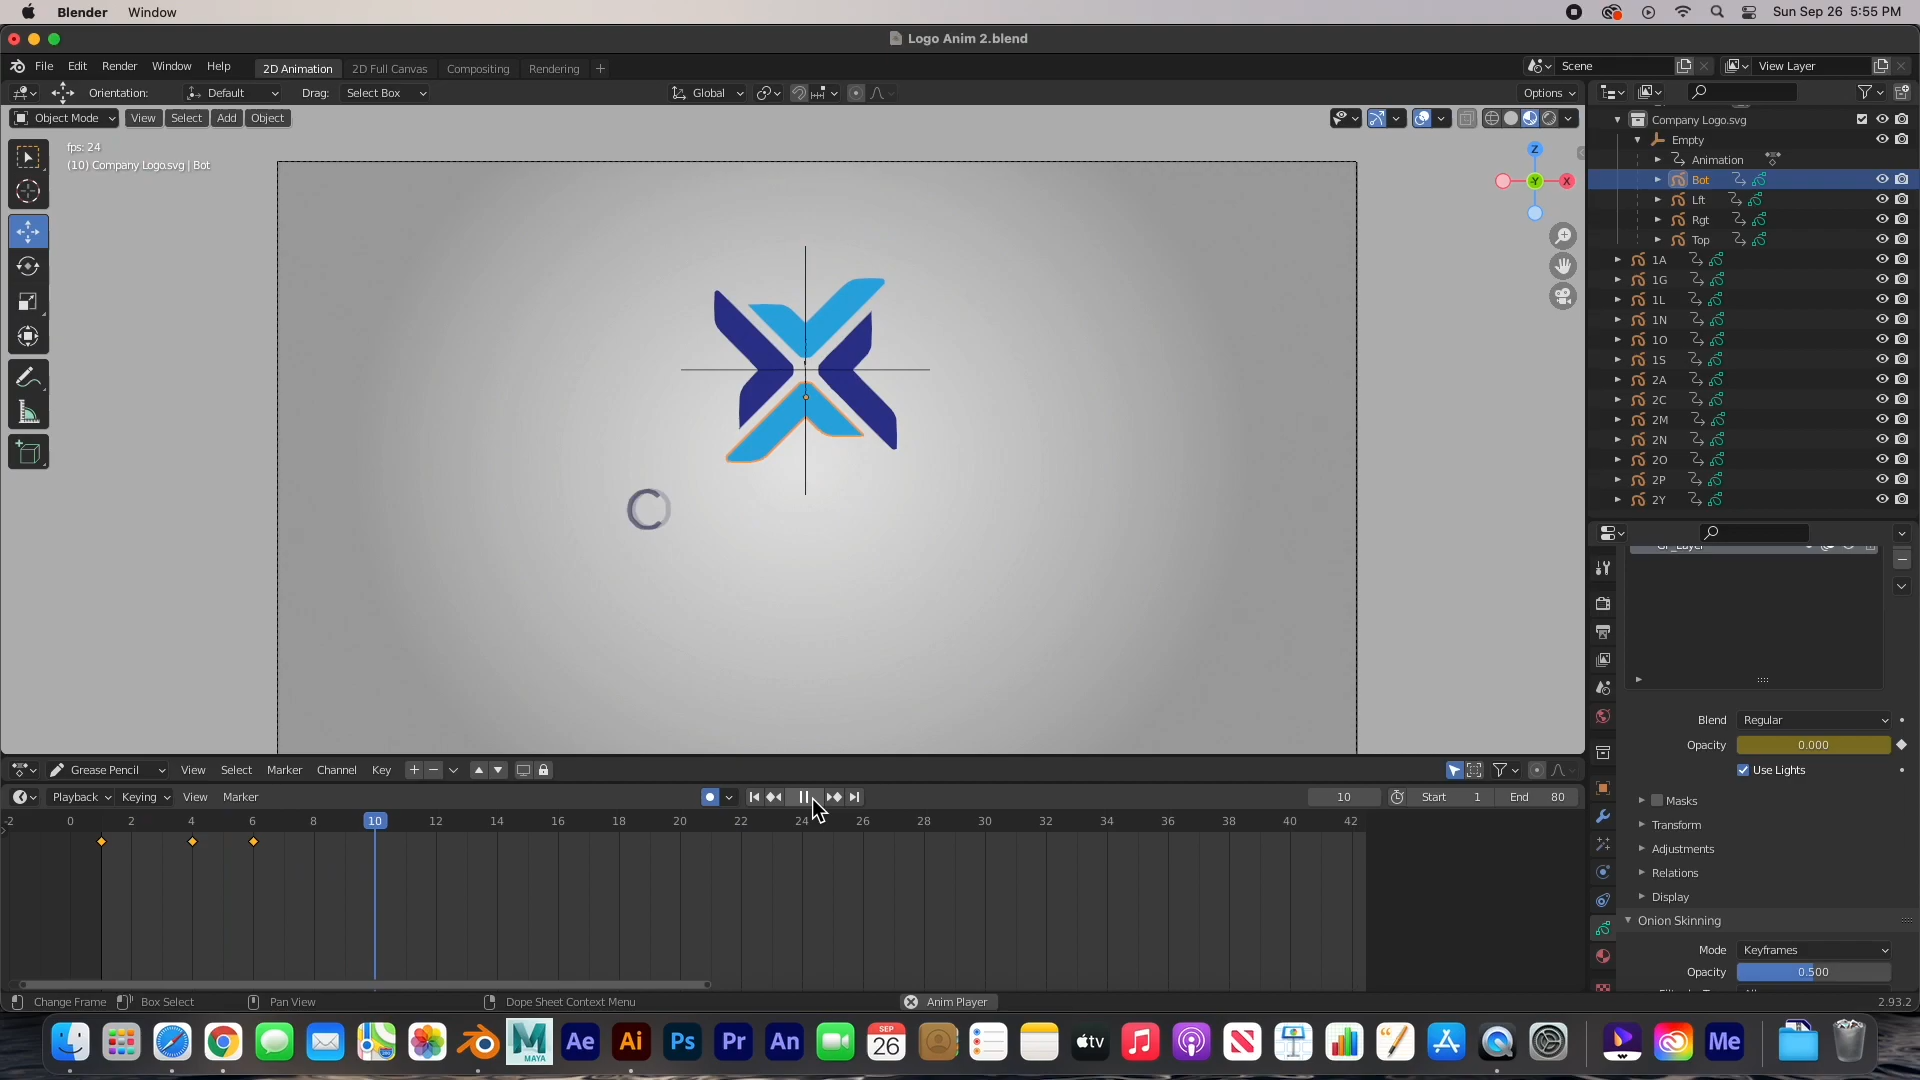 Blender Window Sun Sep 26 5:55 PM
Logo Anim 2.blend
File Edit Render Window Help 2D Animation 2D Full Canvas Compositing Rendering + Scene View Layer
Orientation: Default Drag: Select Box Global Options
Object Mode View Select Add Object
fps: 24
(10) Company Logo.svg | Bot
Z
-Y
X
C
Company Logo.svg
Empty
Animation
Bot
Lft
Rgt
Top
1A
1G
1L
1N
1O
1S
2A
2C
2M
2N
2O
2P
2Y
GP_Layer
Blend Regular
Opacity 0.000
Use Lights
Masks
Transform
Adjustments
Relations
Display
Onion Skinning
Mode Keyframes
Opacity 0.500
Grease Pencil View Select Marker Channel Key
Playback Keying View Marker 10 Start 1 End 80
-2 0 2 4 6 8 10 12 14 16 18 20 22 24 26 28 30 32 34 36 38 40 42
Change Frame Box Select Pan View Dope Sheet Context Menu Anim Player 2.93.2
MAYA Ae Ai Ps Pr An SEP 26 tv Me